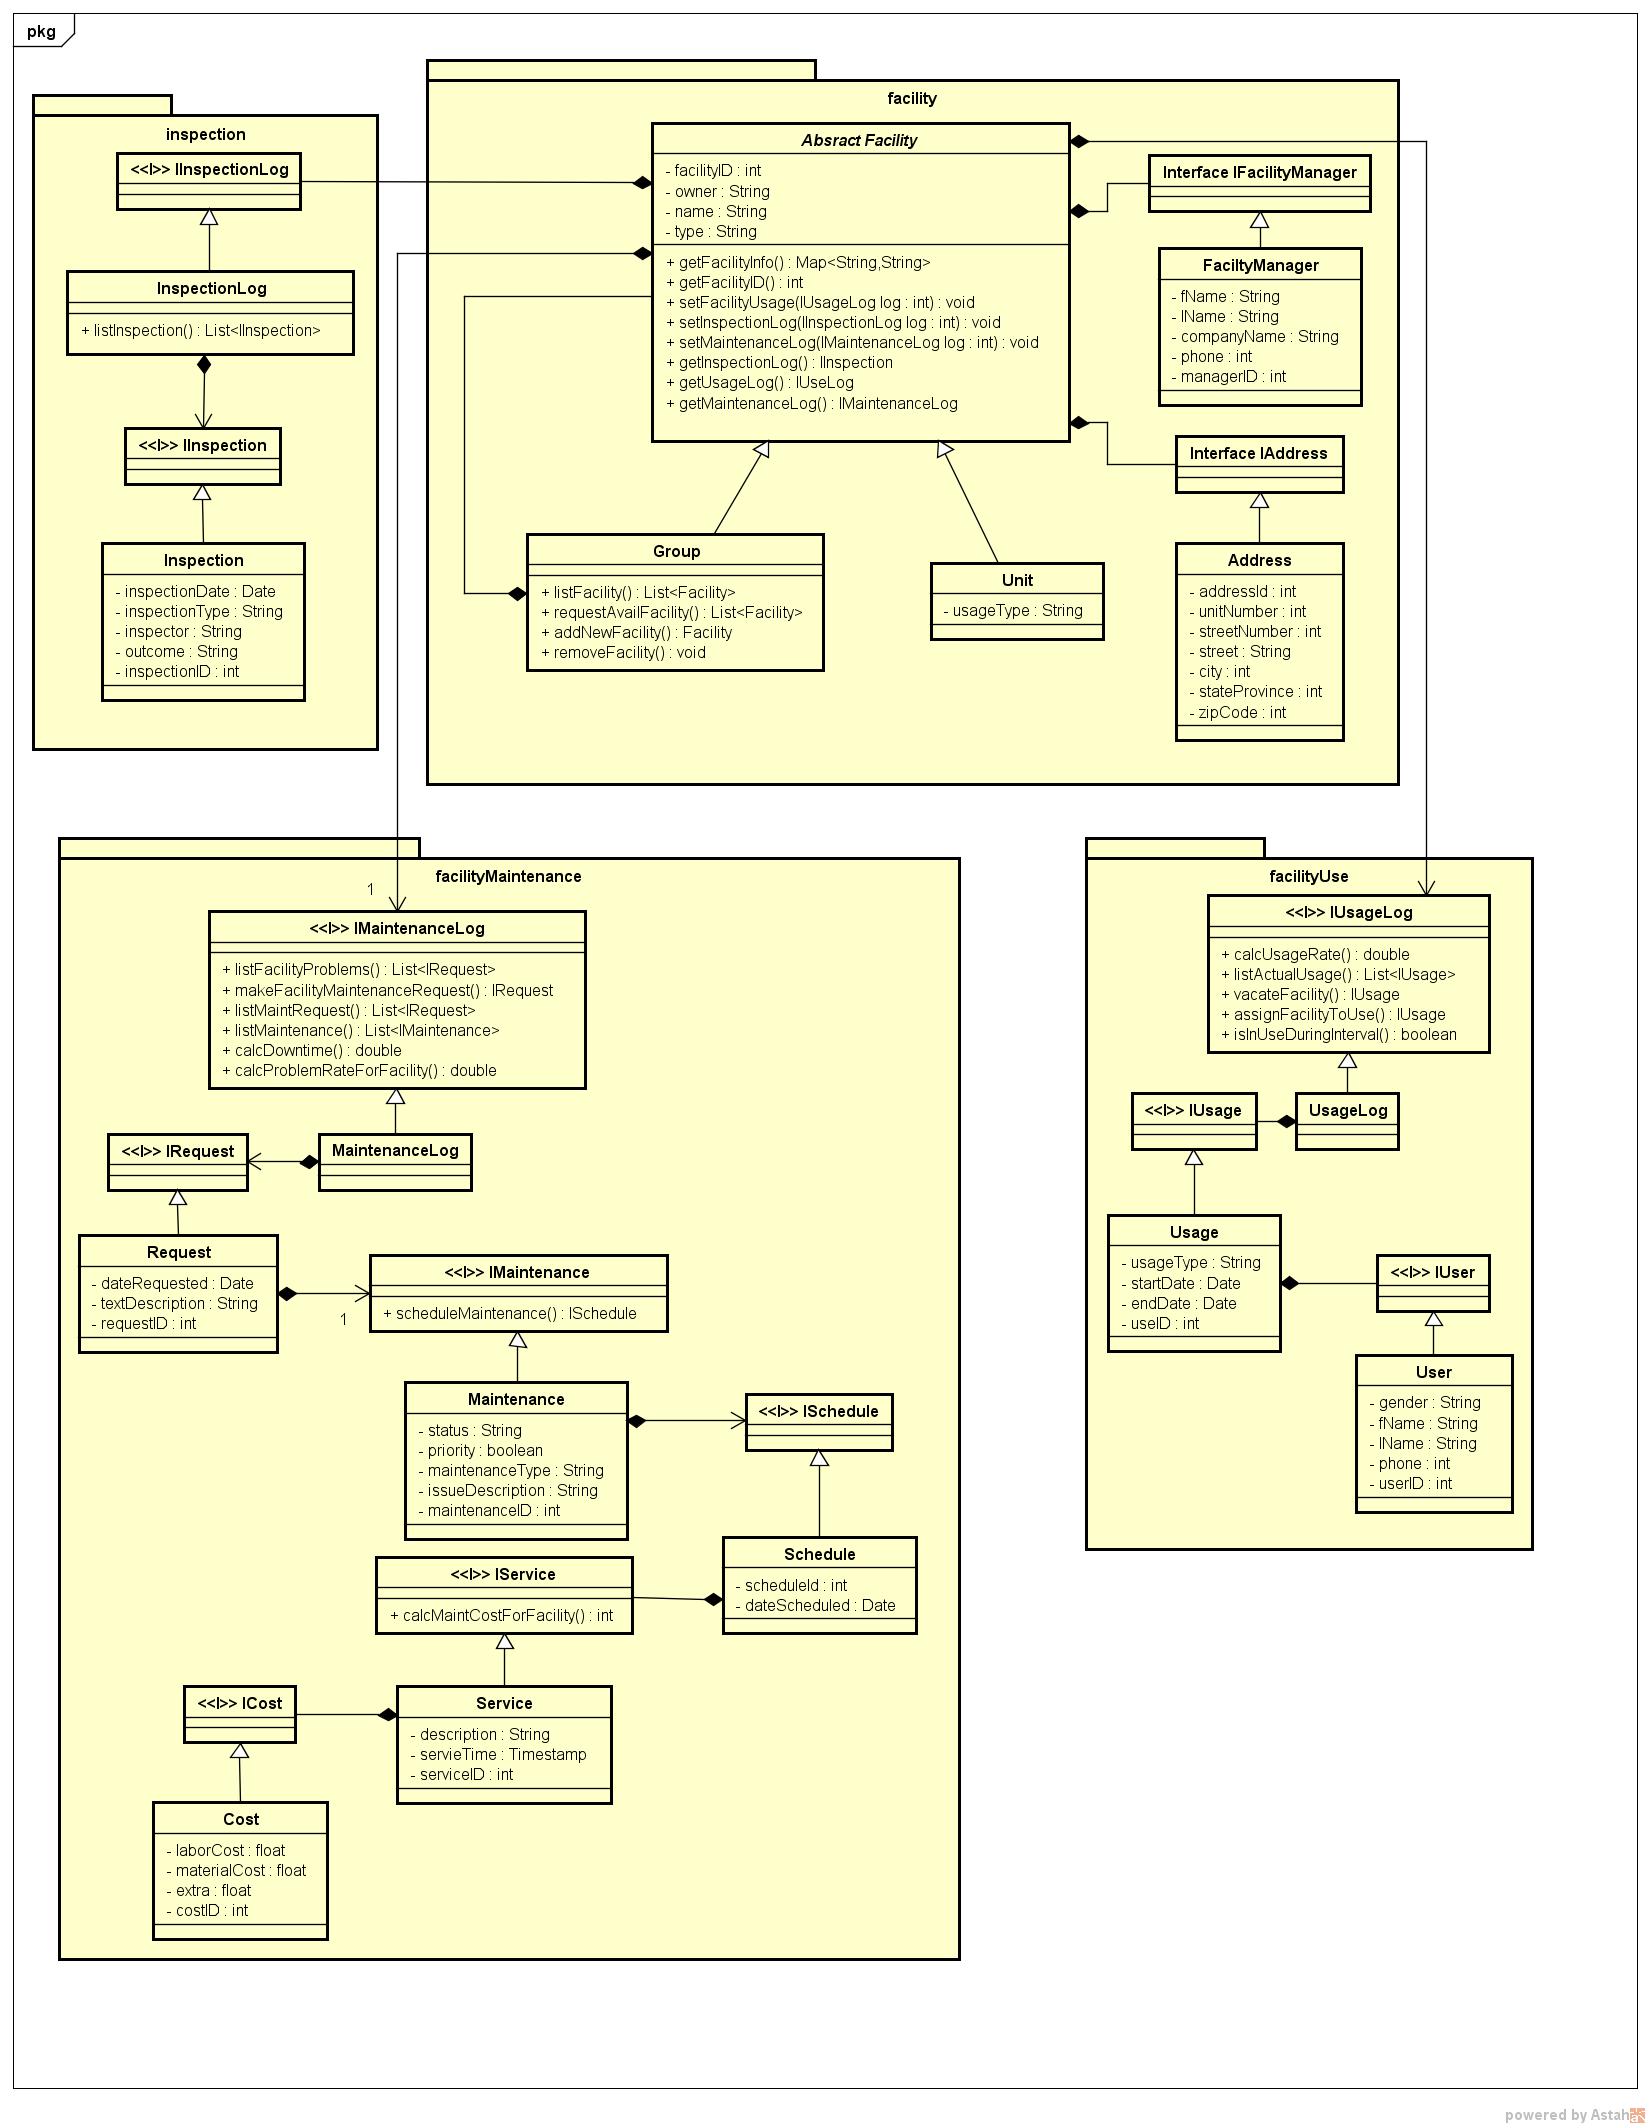 pkg
inspection
<<I>> IInspectionLog
InspectionLog
+ listInspection() : List<IInspection>
<<I>> IInspection
Inspection
- inspectionDate : Date
- inspectionType : String
- inspector : String
- outcome : String
- inspectionID : int
facility
Absract Facility
- facilityID : int
- owner : String
- name : String
- type : String
+ getFacilityInfo() : Map<String,String>
+ getFacilityID() : int
+ setFacilityUsage(IUsageLog log : int) : void
+ setInspectionLog(IInspectionLog log : int) : void
+ setMaintenanceLog(IMaintenanceLog log : int) : void
+ getInspectionLog() : IInspection
+ getUsageLog() : IUseLog
+ getMaintenanceLog() : IMaintenanceLog
Interface IFacilityManager
FaciltyManager
- fName : String
- lName : String
- companyName : String
- phone : int
- managerID : int
Interface IAddress
Address
- addressId : int
- unitNumber : int
- streetNumber : int
- street : String
- city : int
- stateProvince : int
- zipCode : int
Group
+ listFacility() : List<Facility>
+ requestAvailFacility() : List<Facility>
+ addNewFacility() : Facility
+ removeFacility() : void
Unit
- usageType : String
facilityMaintenance
1
<<I>> IMaintenanceLog
+ listFacilityProblems() : List<IRequest>
+ makeFacilityMaintenanceRequest() : IRequest
+ listMaintRequest() : List<IRequest>
+ listMaintenance() : List<IMaintenance>
+ calcDowntime() : double
+ calcProblemRateForFacility() : double
<<I>> IRequest
MaintenanceLog
Request
- dateRequested : Date
- textDescription : String
- requestID : int
1
<<I>> IMaintenance
+ scheduleMaintenance() : ISchedule
Maintenance
- status : String
- priority : boolean
- maintenanceType : String
- issueDescription : String
- maintenanceID : int
<<I>> ISchedule
Schedule
- scheduleId : int
- dateScheduled : Date
<<I>> IService
+ calcMaintCostForFacility() : int
Service
- description : String
- servieTime : Timestamp
- serviceID : int
<<I>> ICost
Cost
- laborCost : float
- materialCost : float
- extra : float
- costID : int
facilityUse
<<I>> IUsageLog
+ calcUsageRate() : double
+ listActualUsage() : List<IUsage>
+ vacateFacility() : IUsage
+ assignFacilityToUse() : IUsage
+ isInUseDuringInterval() : boolean
<<I>> IUsage
UsageLog
Usage
- usageType : String
- startDate : Date
- endDate : Date
- useID : int
<<I>> IUser
User
- gender : String
- fName : String
- lName : String
- phone : int
- userID : int
powered by Astah